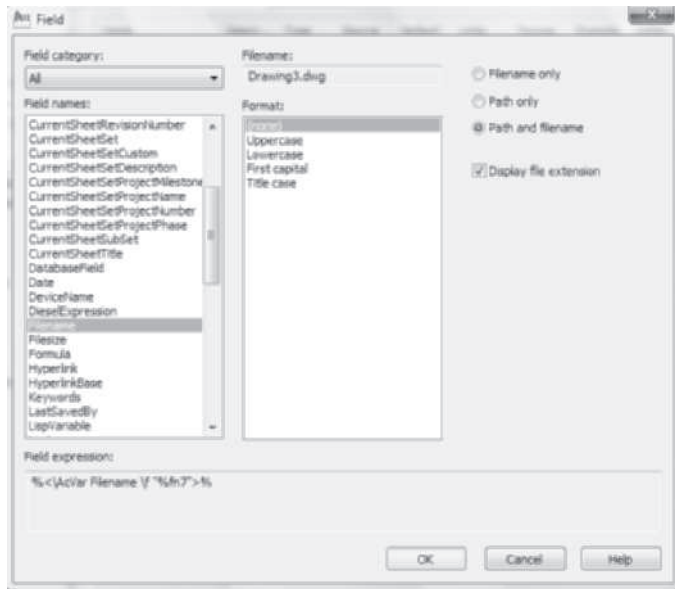 Field
Field category:
All
Field names:
CurrentSheetRevisionNumber
CurrentSheetSet
CurrentSheetSetCustom
CurrentSheetSetDescription
CurrentSheetSetProjectMilestone
CurrentSheetSetProjectName
CurrentSheetSetProjectNumber
CurrentSheetSetProjectPhase
CurrentSheetSubSet
CurrentSheetTitle
DatabaseField
Date
DeviceName
DieselExpression
Filename
Filesize
Formula
Hyperlink
HyperlinkBase
Keywords
LastSavedBy
LispVariable
Filename:
Drawing3.dwg
Format:
(none)
Uppercase
Lowercase
First capital
Title case
Filename only
Path only
Path and filename
Display file extension
Field expression:
%<\AcVar Filename \f "%fn7">%
OK
Cancel
Help